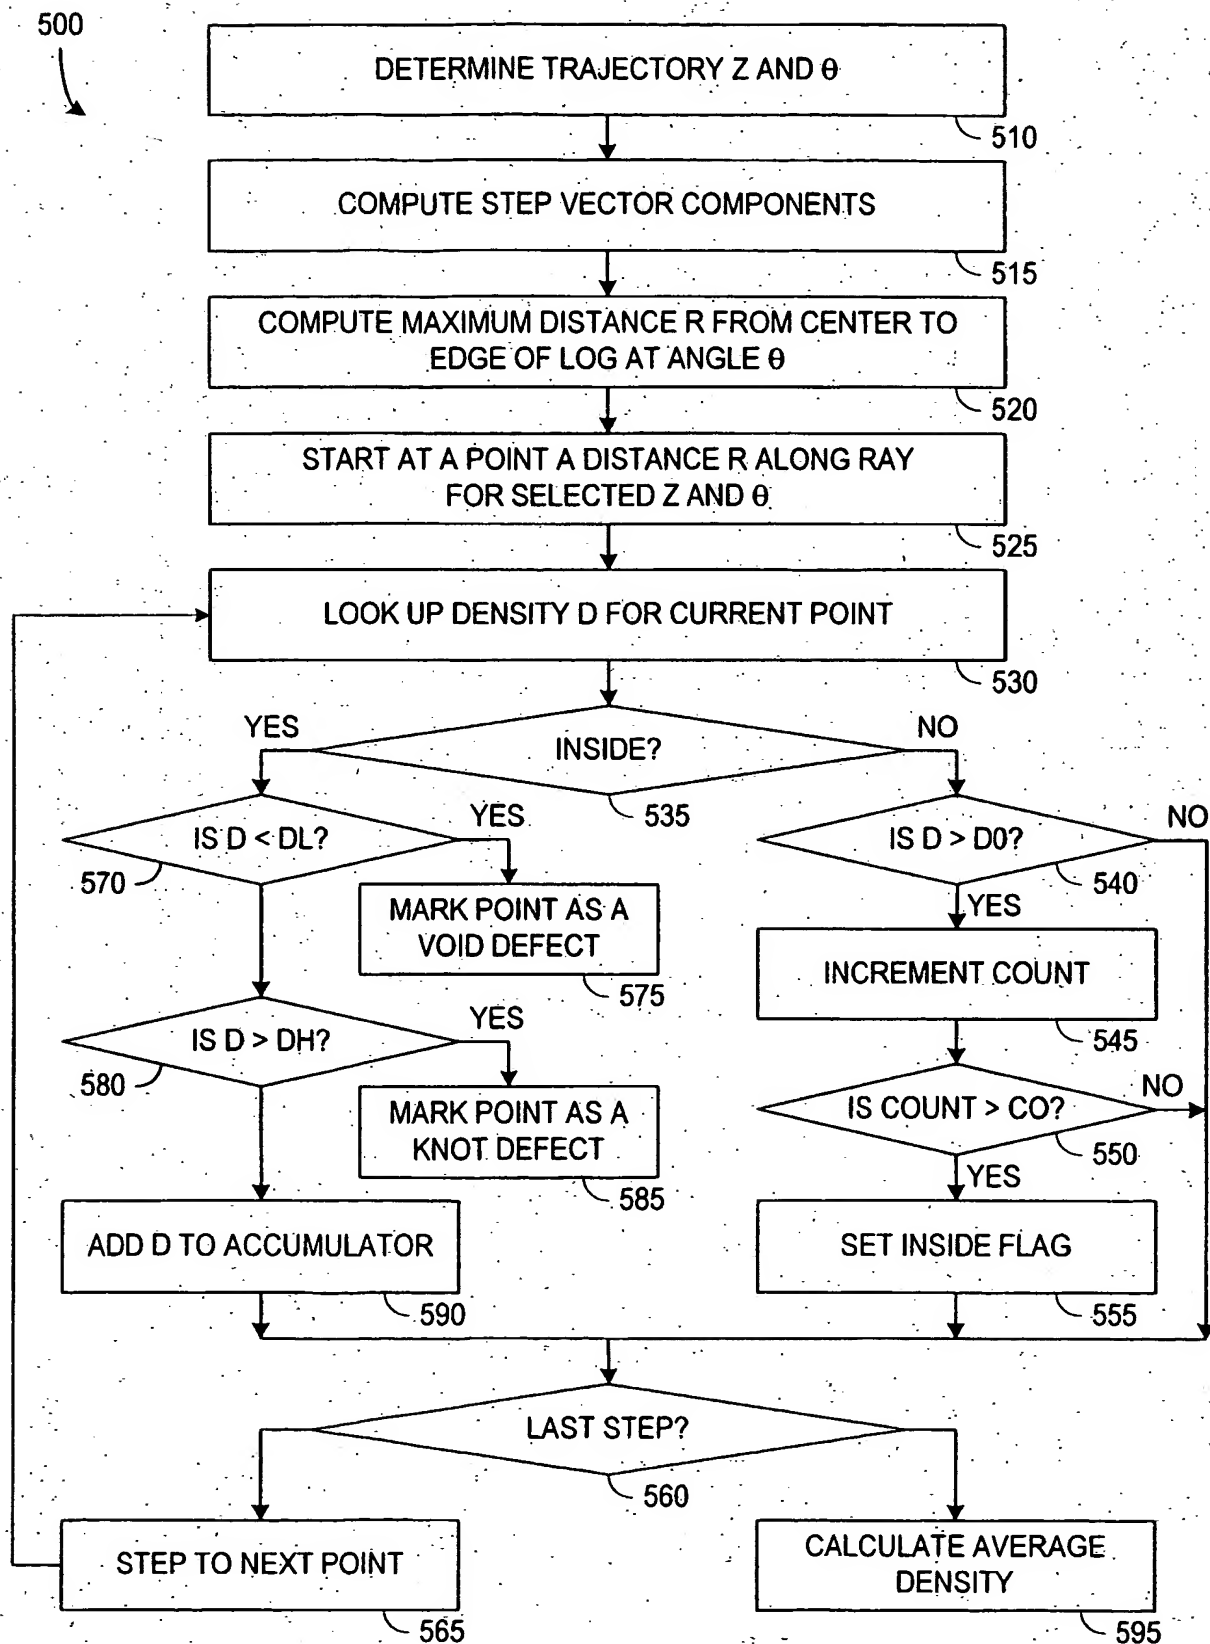 500
DETERMINE TRAJECTORY Z AND θ
510
COMPUTE STEP VECTOR COMPONENTS
515
COMPUTE MAXIMUM DISTANCE R FROM CENTER TO
EDGE OF LOG AT ANGLE θ
520
START AT A POINT A DISTANCE R ALONG RAY
FOR SELECTED Z AND θ
525
LOOK UP DENSITY D FOR CURRENT POINT
530
YES
INSIDE?
NO
535
IS D < DL?
YES
570
IS D > D0?
NO
540
MARK POINT AS A
VOID DEFECT
575
YES
INCREMENT COUNT
545
IS D > DH?
YES
580
IS COUNT > CO?
NO
550
MARK POINT AS A
KNOT DEFECT
585
YES
ADD D TO ACCUMULATOR
590
SET INSIDE FLAG
555
LAST STEP?
560
STEP TO NEXT POINT
565
CALCULATE AVERAGE
DENSITY
595